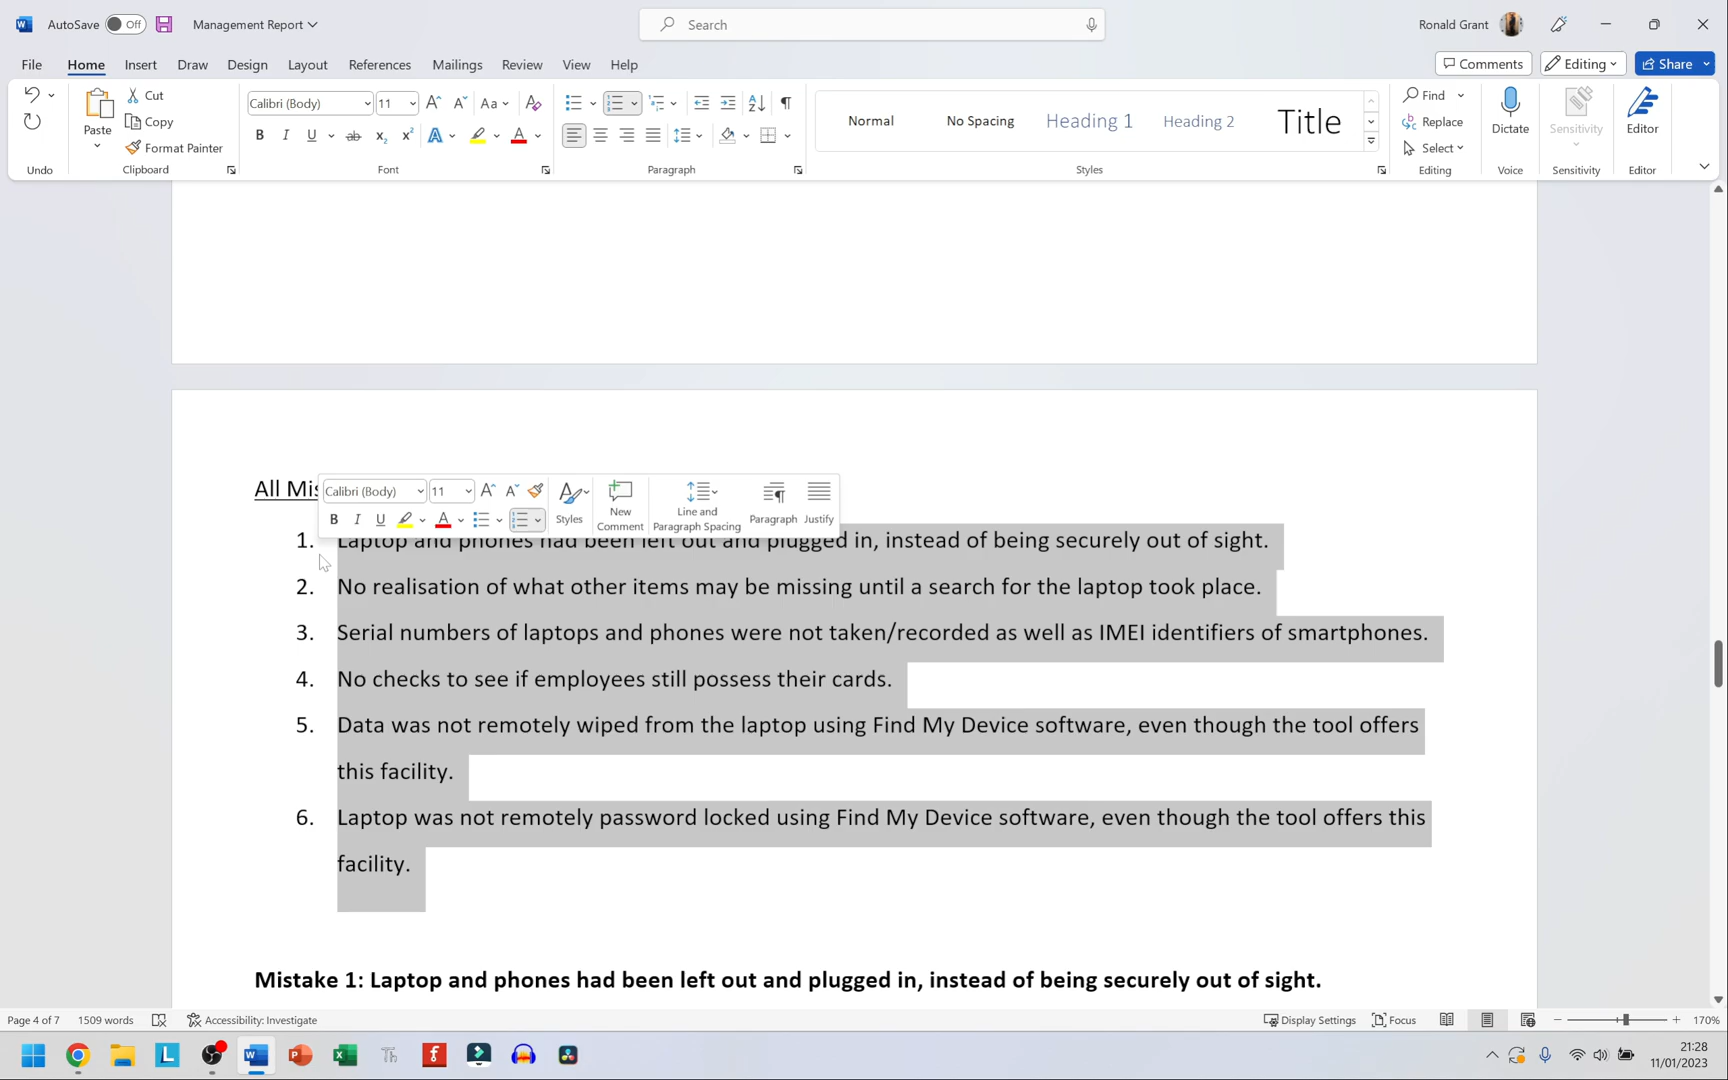 AutoSave Off Management Report Search Ronald Grant
File Home Insert Draw Design Layout References Mailings Review View Help Comments Editing Share
Undo
Paste Cut Copy Format Painter
Clipboard
Calibri (Body) 11 Aa
B I U ab x₂ x² A A
Font
Paragraph
Normal No Spacing Heading 1 Heading 2 Title
Styles
Find Replace Select
Editing
Dictate
Voice
Sensitivity
Sensitivity
Editor
Editor
All Mis
Calibri (Body) 11 Styles New Comment Line and Paragraph Spacing Paragraph Justify
B I U A
1. Laptop and phones had been left out and plugged in, instead of being securely out of sight.
2. No realisation of what other items may be missing until a search for the laptop took place.
3. Serial numbers of laptops and phones were not taken/recorded as well as IMEI identifiers of smartphones.
4. No checks to see if employees still possess their cards.
5. Data was not remotely wiped from the laptop using Find My Device software, even though the tool offers
this facility.
6. Laptop was not remotely password locked using Find My Device software, even though the tool offers this
facility.
Mistake 1: Laptop and phones had been left out and plugged in, instead of being securely out of sight.
Page 4 of 7 1509 words Accessibility: Investigate Display Settings Focus 170%
21:28
11/01/2023